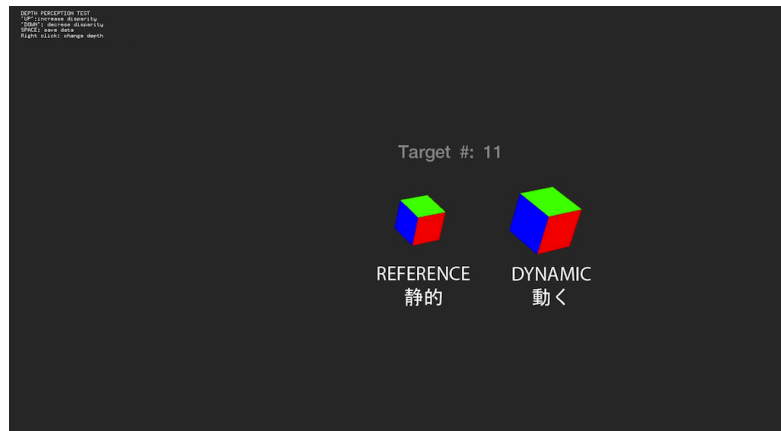 DEPTH PERCEPTION TEST
"UP":increase disparity
"DOWN": decrese disparity
SPACE: save data
Right click: change depth
Target #: 11
REFERENCE DYNAMIC
静的 動く